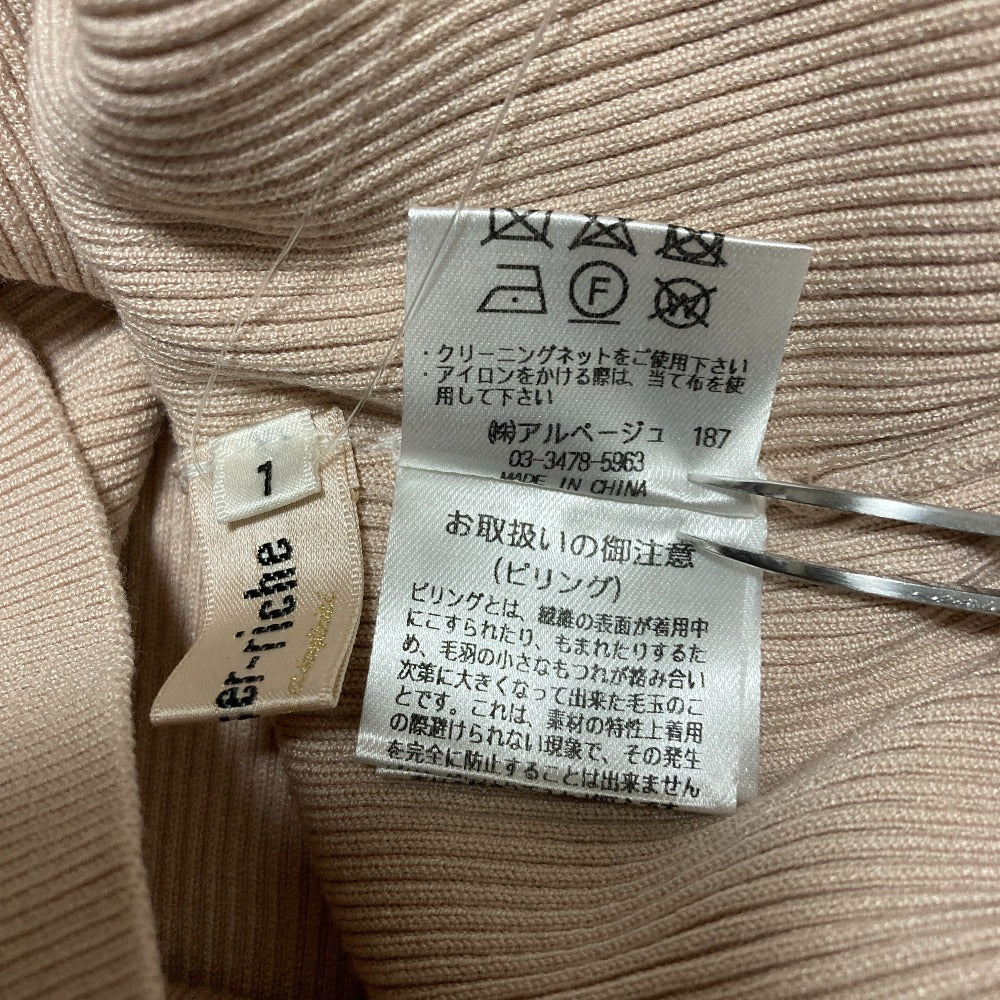 F
W
・クリーニングネットをご使用下さい
・アイロンをかける際は、当て布を使
用して下さい
㈱アルページュ 187
03-3478-5963
MADE IN CHINA
お取扱いの御注意
(ピリング)
ピリングとは、繊維の表面が着用中
にこすられたり、もまれたりするた
め、毛羽の小さなもつれが絡み合い
次第に大きくなって出来た毛玉のこ
とです。これは、素材の特性上着用
の際避けられない現象で、その発生
を完全に防止することは出来ません
1
er-riche